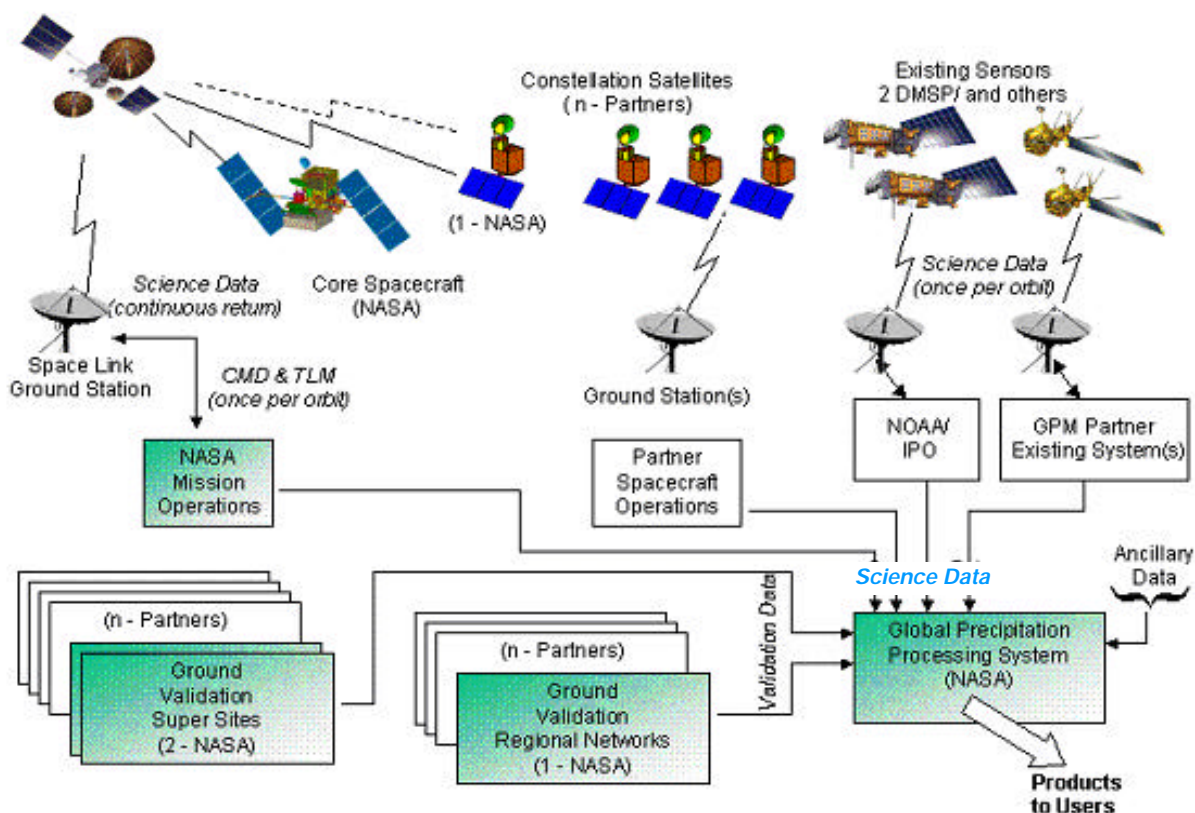 Constellation Satellites
(n - Partners)
Existing Sensors
2 DMSP/ and others
(1 - NASA)
Core Spacecraft
(NASA)
Science Data
(continuous return)
Science Data
(once per orbit)
Space Link
Ground Station
CMD & TLM
(once per orbit)
Ground Station(s)
NOAA/
IPO
GPM Partner
Existing System(s)
NASA
Mission
Operations
Partner
Spacecraft
Operations
Ancillary
Data
Science Data
Validation Data
(n - Partners)
Ground
Validation
Super Sites
(2 - NASA)
(n - Partners)
Ground
Validation
Regional Networks
(1 - NASA)
Global Precipitation
Processing System
(NASA)
Products
to Users